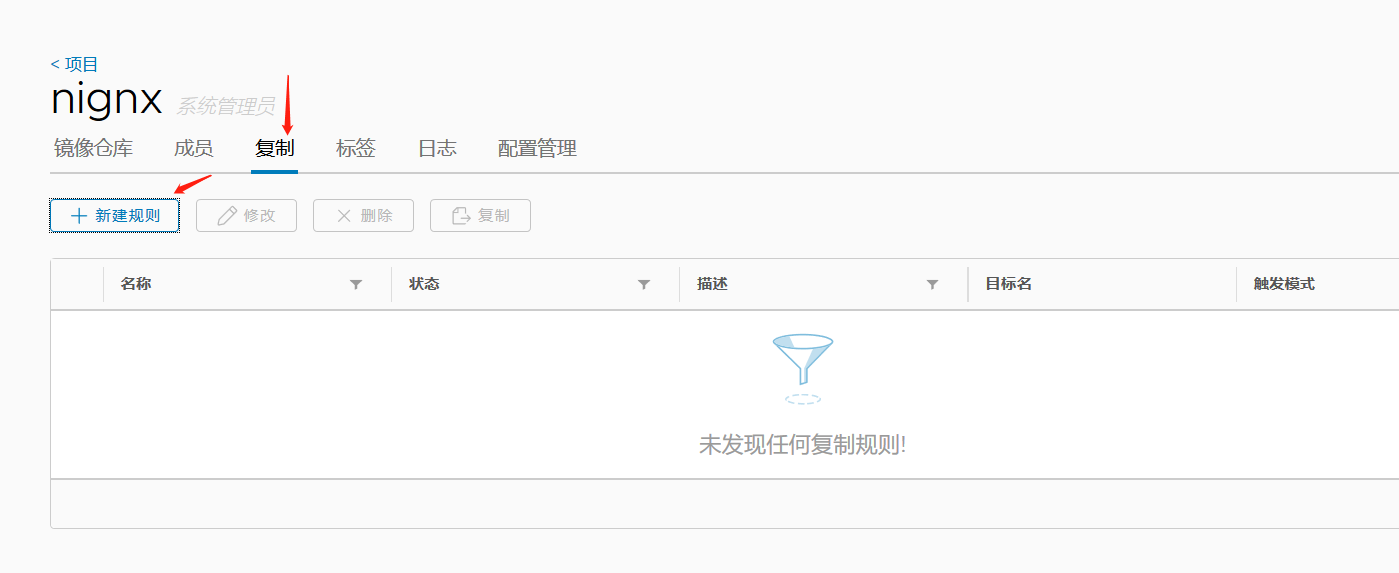 < 项目
nignx 系统管理员
镜像仓库 成员 复制 标签 日志 配置管理
新建规则 修改 删除 复制
名称 状态 描述 目标名 触发模式
未发现任何复制规则!